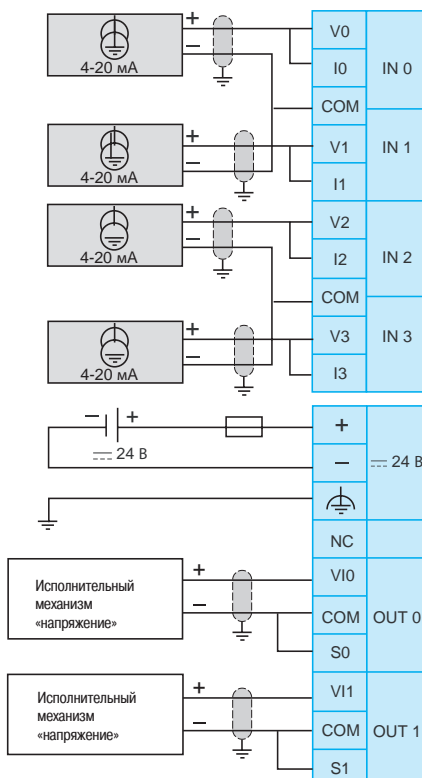 +
V0
−
I0
IN 0
4-20 мА
COM
+
V1
IN 1
−
I1
4-20 мА
+
V2
−
I2
IN 2
4-20 мА
COM
+
V3
IN 3
−
I3
4-20 мА
− +
+
24 В
−
24 В
NC
+
VI0
Исполнительный
механизм
«напряжение»
−
COM
OUT 0
S0
+
VI1
Исполнительный
механизм
«напряжение»
−
COM
OUT 1
S1